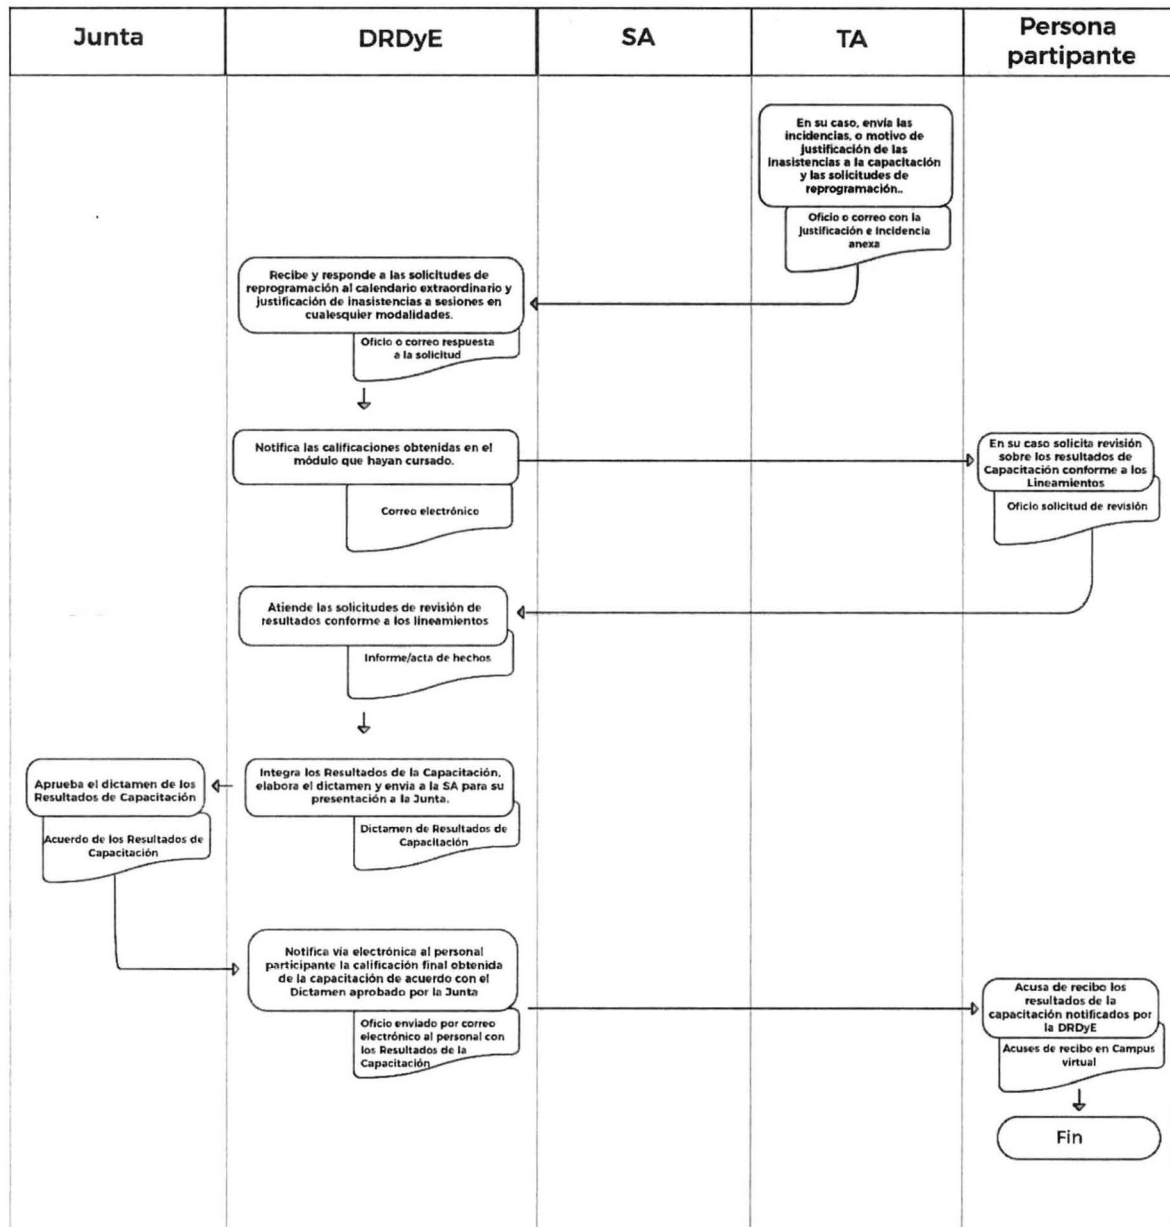 Junta
DRDyE
SA
TA
Persona
partipante
En su caso, envía las
incidencias, o motivo de
justificación de las
inasistencias a la capacitación
y las solicitudes de
reprogramación..
Oficio o correo con la
justificación e incidencia
anexa
Recibe y responde a las solicitudes de
reprogramación al calendario extraordinario y
justificación de inasistencias a sesiones en
cualesquier modalidades.
Oficio o correo respuesta
a la solicitud
Notifica las calificaciones obtenidas en el
módulo que hayan cursado.
Correo electrónico
En su caso solicita revisión
sobre los resultados de
Capacitación conforme a los
Lineamientos
Oficio solicitud de revisión
Atiende las solicitudes de revisión de
resultados conforme a los lineamientos
Informe/acta de hechos
Integra los Resultados de la Capacitación,
elabora el dictamen y envia a la SA para su
presentación a la Junta.
Dictamen de Resultados de
Capacitación
Aprueba el dictamen de los
Resultados de Capacitación
Acuerdo de los Resultados de
Capacitación
Notifica vía electrónica al personal
participante la calificación final obtenida
de la capacitación de acuerdo con el
Dictamen aprobado por la Junta
Oficio enviado por correo
electrónico al personal con
los Resultados de la
Capacitación
Acusa de recibo los
resultados de la
capacitación notificados por
la DRDyE
Acuses de recibo en Campus
virtual
Fin